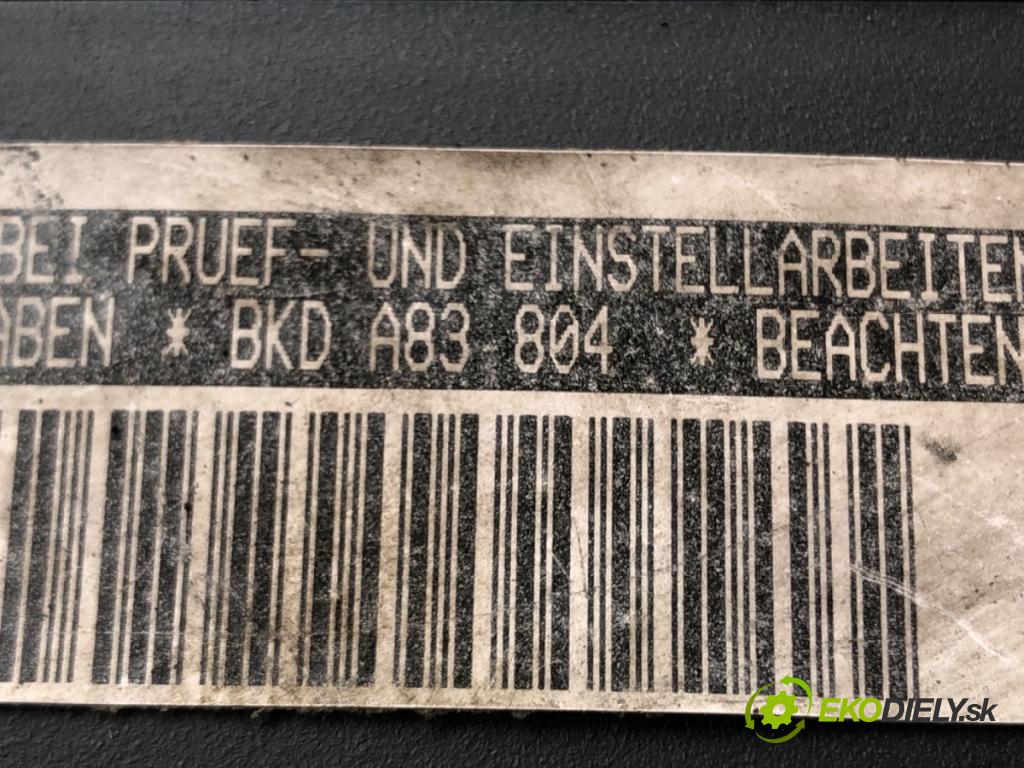 BEI PRUEF- UND EINSTELLARBEITEN
ABEN * BKD A83 804 * BEACHTEN
EKODIELY.sk